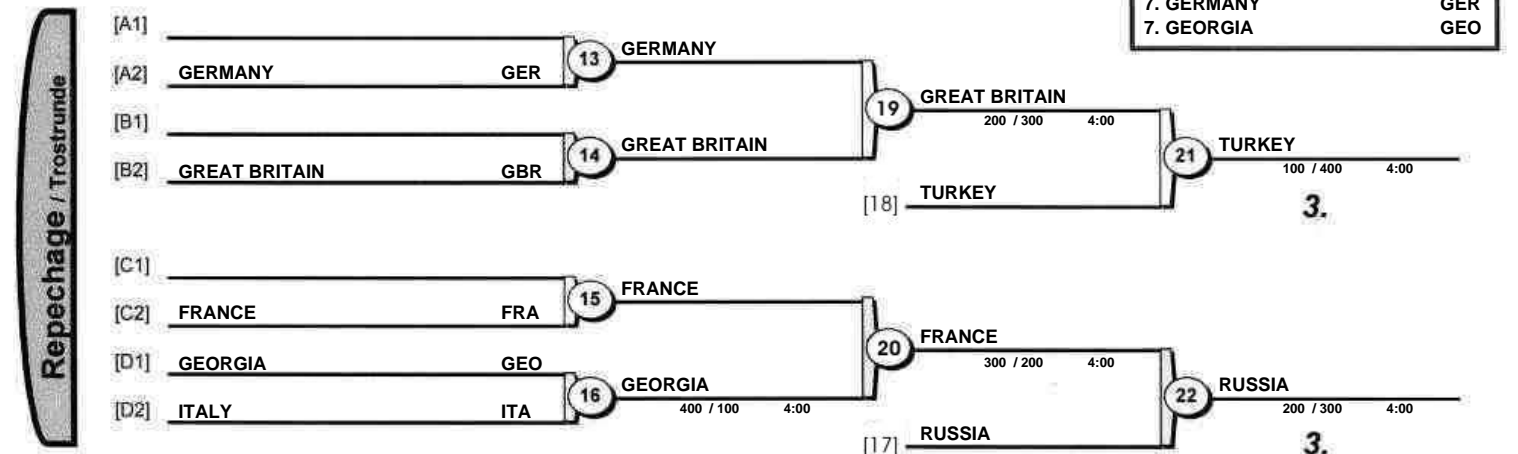 7. GERMANY GER
7. GEORGIA GEO
Repechage / Trostrunde
[A1]
13 GERMANY
[A2] GERMANY GER
19 GREAT BRITAIN
200 / 300 4:00
[B1]
14 GREAT BRITAIN
21 TURKEY
100 / 400 4:00
[B2] GREAT BRITAIN GBR
[18] TURKEY
3.
[C1]
15 FRANCE
[C2] FRANCE FRA
20 FRANCE
300 / 200 4:00
[D1] GEORGIA GEO
16 GEORGIA
400 / 100 4:00
22 RUSSIA
200 / 300 4:00
[D2] ITALY ITA
[17] RUSSIA
3.